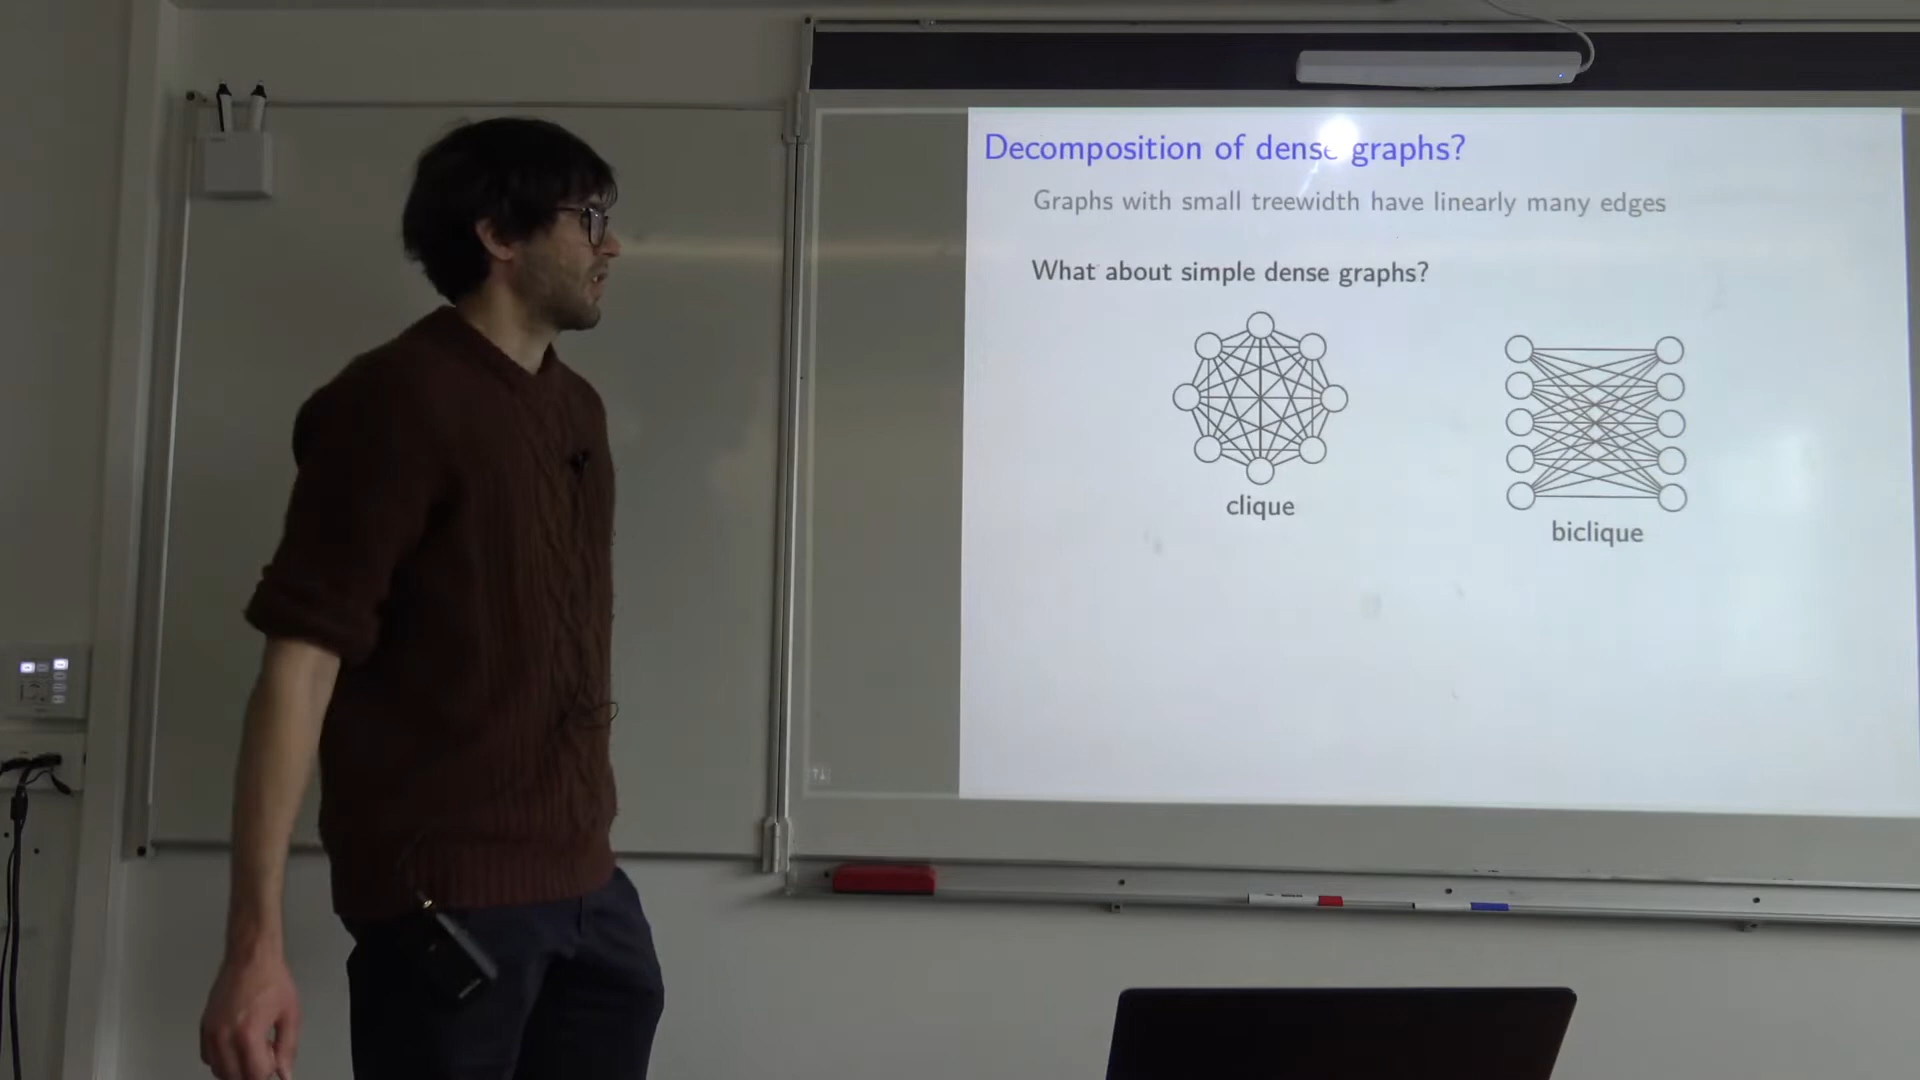 Decomposition of dense graphs?
Graphs with small treewidth have linearly many edges
What about simple dense graphs?
clique
biclique